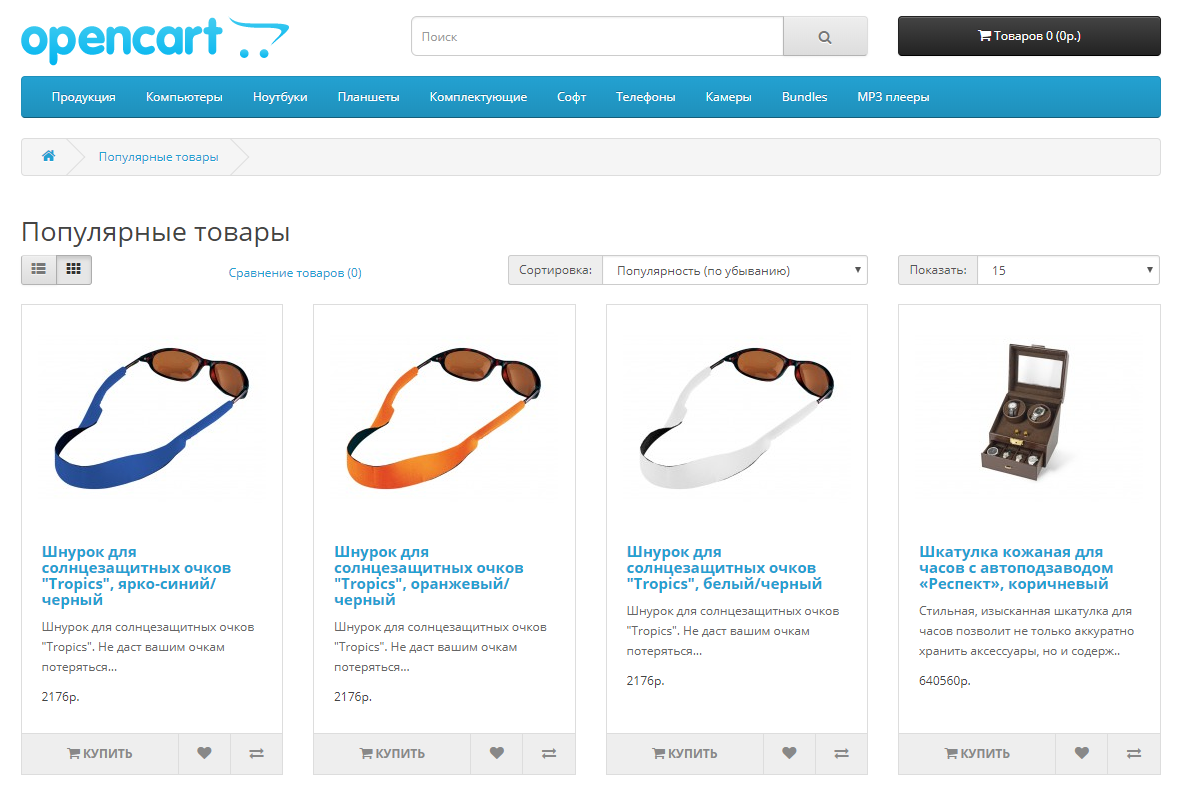 opencart
Поиск
Товаров 0 (0р.)
Продукция Компьютеры Ноутбуки Планшеты Комплектующие Софт Телефоны Камеры Bundles MP3 плееры
Популярные товары
Популярные товары
Сравнение товаров (0)
Сортировка: Популярность (по убыванию)
Показать: 15
Шнурок для
солнцезащитных очков
"Tropics", ярко-синий/
черный
Шнурок для солнцезащитных очков
"Tropics". Не даст вашим очкам
потеряться...
2176р.
КУПИТЬ
Шнурок для
солнцезащитных очков
"Tropics", оранжевый/
черный
Шнурок для солнцезащитных очков
"Tropics". Не даст вашим очкам
потеряться...
2176р.
КУПИТЬ
Шнурок для
солнцезащитных очков
"Tropics", белый/черный
Шнурок для солнцезащитных очков
"Tropics". Не даст вашим очкам
потеряться...
2176р.
КУПИТЬ
Шкатулка кожаная для
часов с автоподзаводом
«Респект», коричневый
Стильная, изысканная шкатулка для
часов позволит не только аккуратно
хранить аксессуары, но и содерж..
640560р.
КУПИТЬ